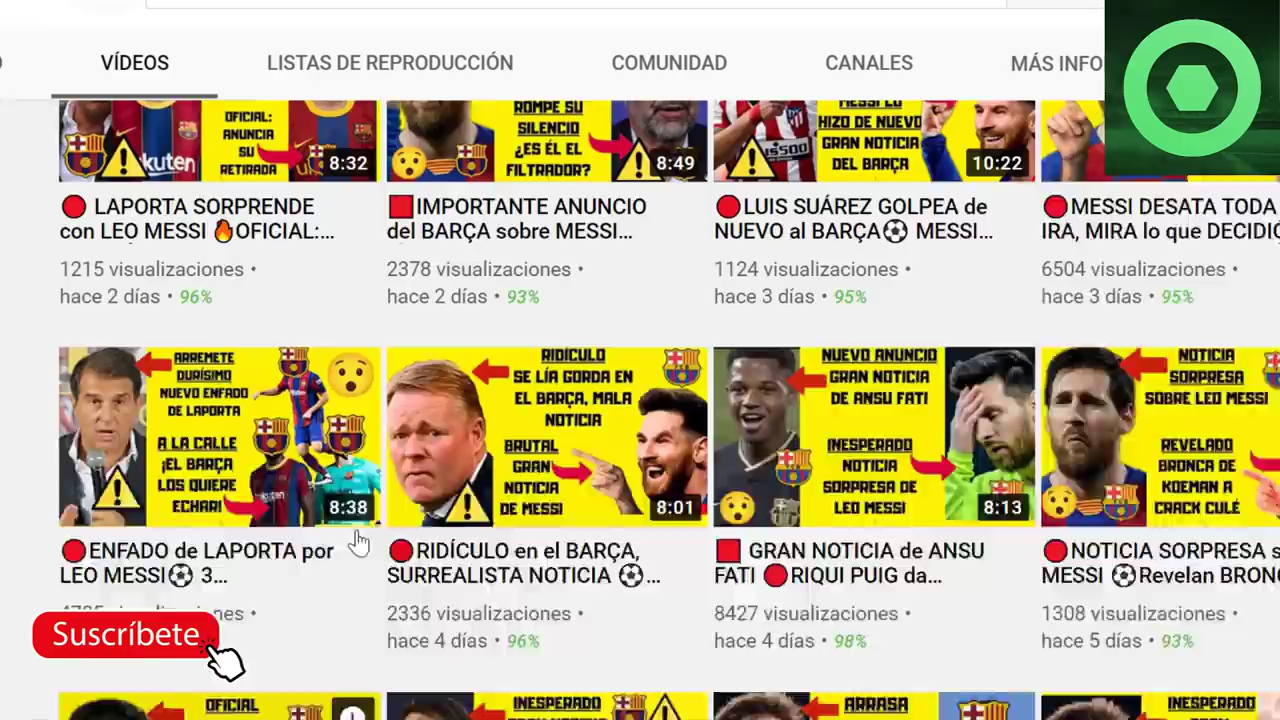 VÍDEOS
LISTAS DE REPRODUCCIÓN
COMUNIDAD
CANALES
MÁS INFO
OFICIAL:
ANUNCIA
SU
RETIRADA
kuten
8:32
ROMPE SU
SILENCIO
¿ES ÉL EL
FILTRADOR?
8:49
MESSI LO
HIZO DE NUEVO
GRAN NOTICIA
DEL BARÇA
10:22
🔴 LAPORTA SORPRENDE
con LEO MESSI 🔥OFICIAL:...
1215 visualizaciones •
hace 2 días • 96%
🟥IMPORTANTE ANUNCIO
del BARÇA sobre MESSI...
2378 visualizaciones •
hace 2 días • 93%
🔴LUIS SUÁREZ GOLPEA de
NUEVO al BARÇA⚽ MESSI...
1124 visualizaciones •
hace 3 días • 95%
🔴MESSI DESATA TODA
IRA, MIRA lo que DECIDIÓ
6504 visualizaciones •
hace 3 días • 95%
ARREMETE
DURÍSIMO
NUEVO ENFADO
DE LAPORTA
A LA CALLE
¡EL BARÇA
LOS QUIERE
ECHAR!
8:38
RIDÍCULO
SE LÍA GORDA EN
EL BARÇA, MALA
NOTICIA
BRUTAL
GRAN
NOTICIA
DE MESSI
8:01
NUEVO ANUNCIO
GRAN NOTICIA
DE ANSU FATI
INESPERADO
NOTICIA
SORPRESA DE
LEO MESSI
8:13
NOTICIA
SORPRESA
SOBRE LEO MESSI
REVELADO
BRONCA DE
KOEMAN A
CRACK CULÉ
🔴ENFADO de LAPORTA por
LEO MESSI⚽ 3...
hace 4 días • 96%
🔴RIDÍCULO en el BARÇA,
SURREALISTA NOTICIA ⚽...
2336 visualizaciones •
🟥 GRAN NOTICIA de ANSU
FATI 🔴RIQUI PUIG da...
8427 visualizaciones •
hace 4 días • 98%
🔴NOTICIA SORPRESA s
MESSI ⚽Revelan BRON
1308 visualizaciones •
hace 5 días • 93%
Suscríbete
OFICIAL
INESPERADO
ARRASA
INESPERADO